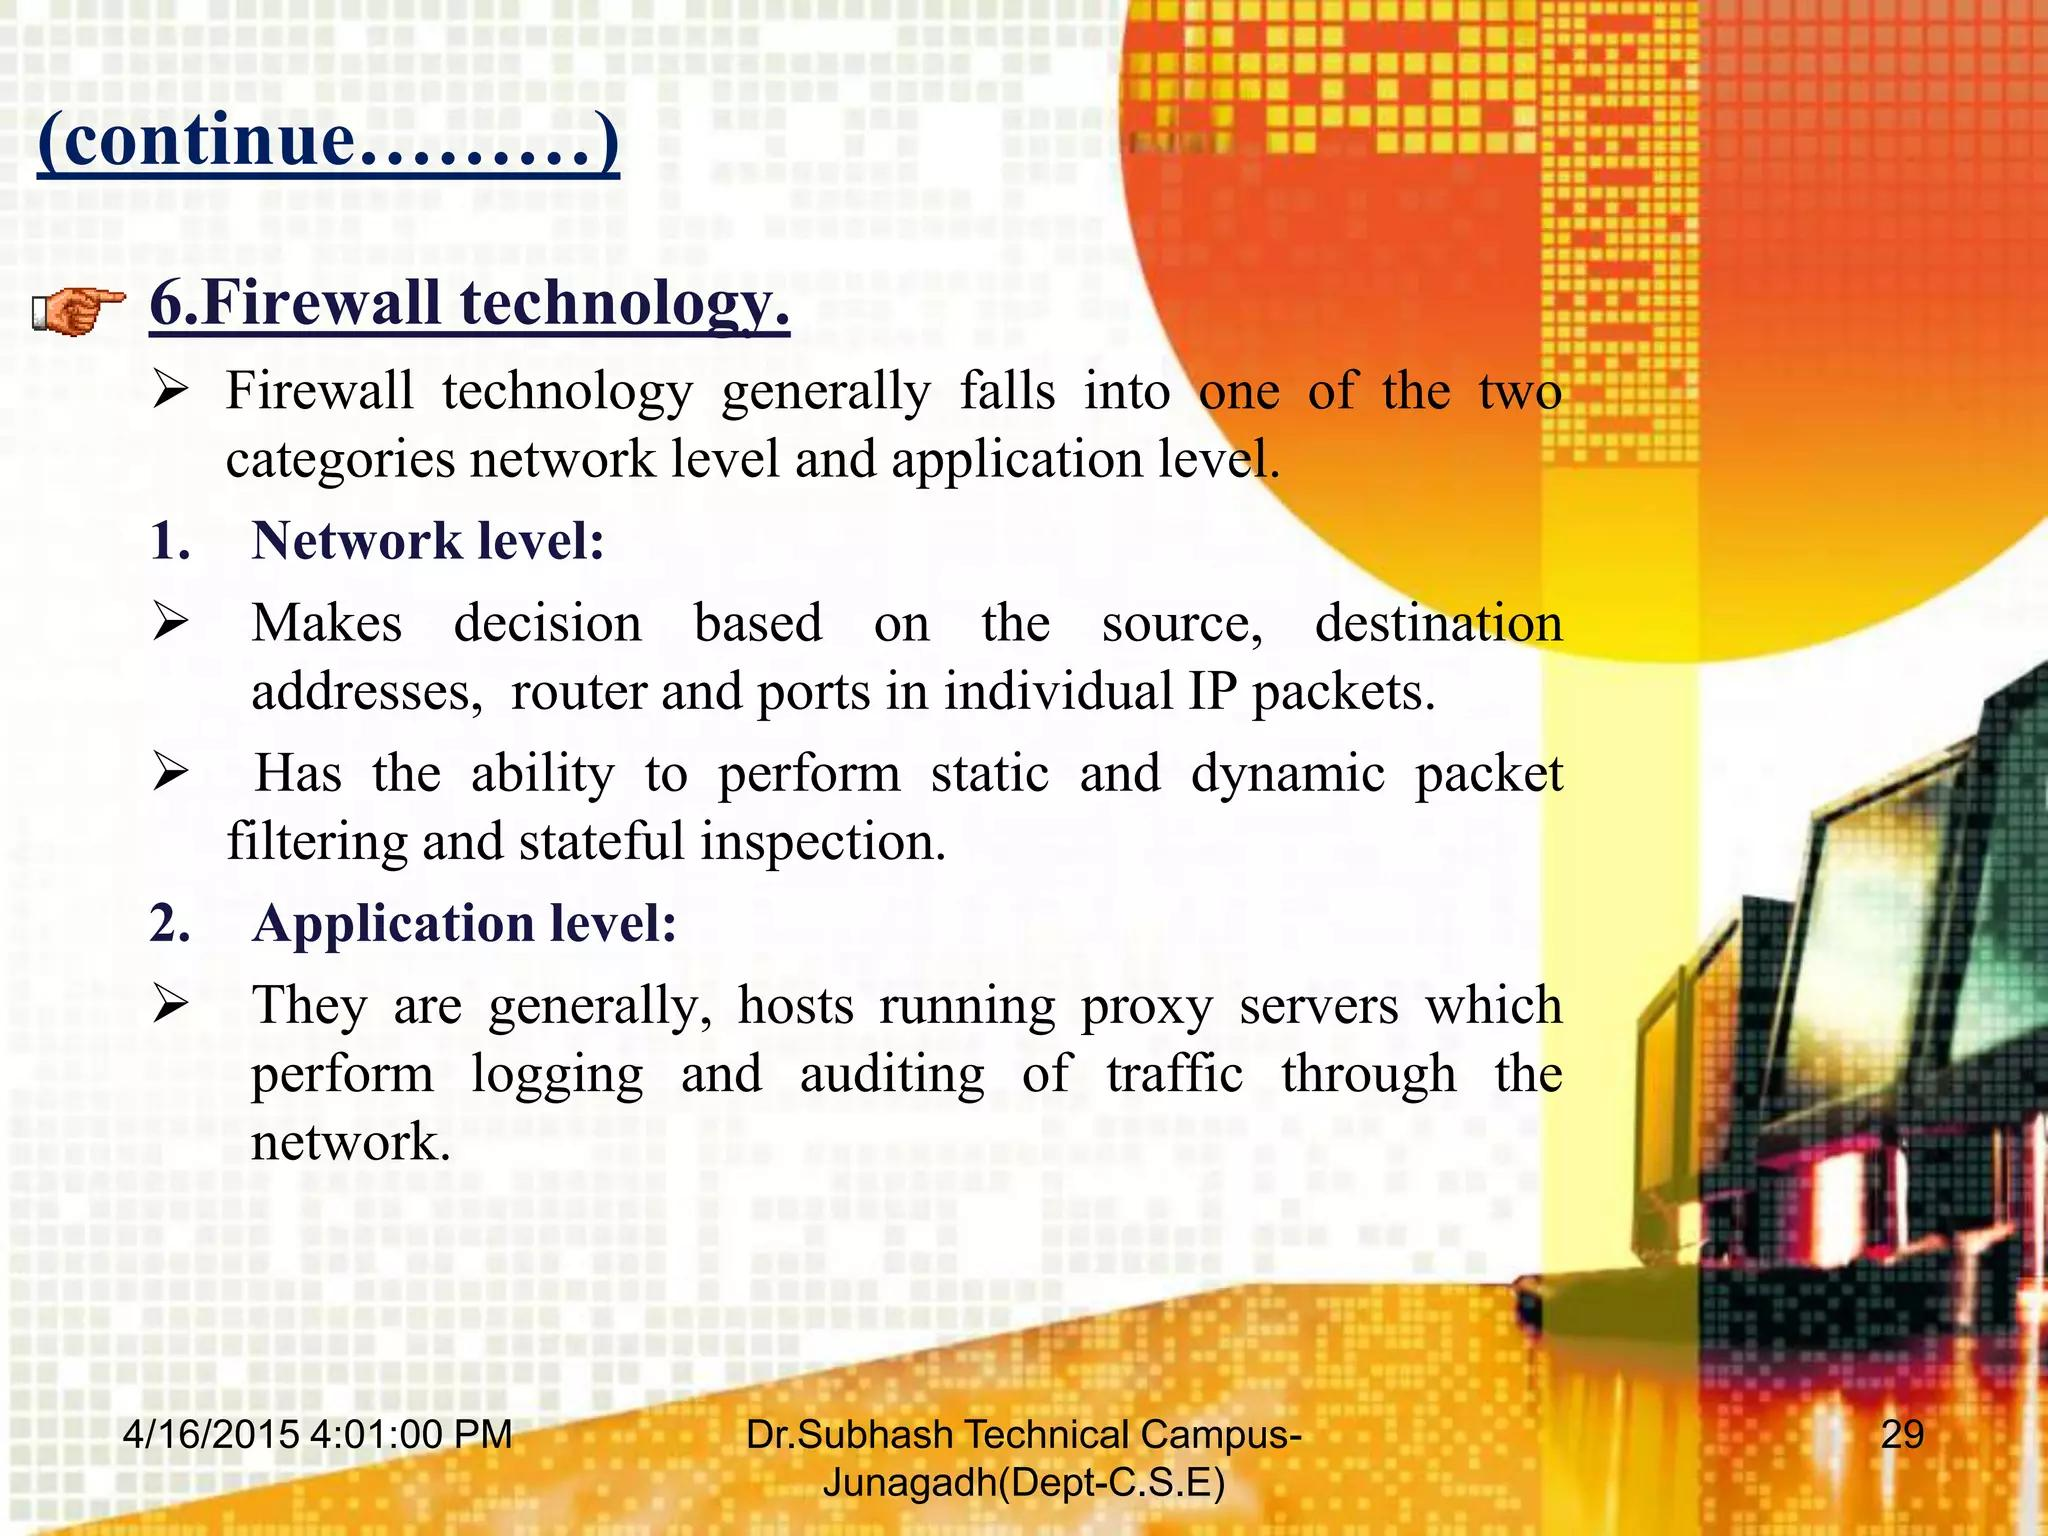 (continue………)
6.Firewall technology.
➢ Firewall technology generally falls into one of the two
categories network level and application level.
1. Network level:
➢ Makes decision based on the source, destination
addresses, router and ports in individual IP packets.
➢ Has the ability to perform static and dynamic packet
filtering and stateful inspection.
2. Application level:
➢ They are generally, hosts running proxy servers which
perform logging and auditing of traffic through the
network.
4/16/2015 4:01:00 PM
Dr.Subhash Technical Campus-
Junagadh(Dept-C.S.E)
29